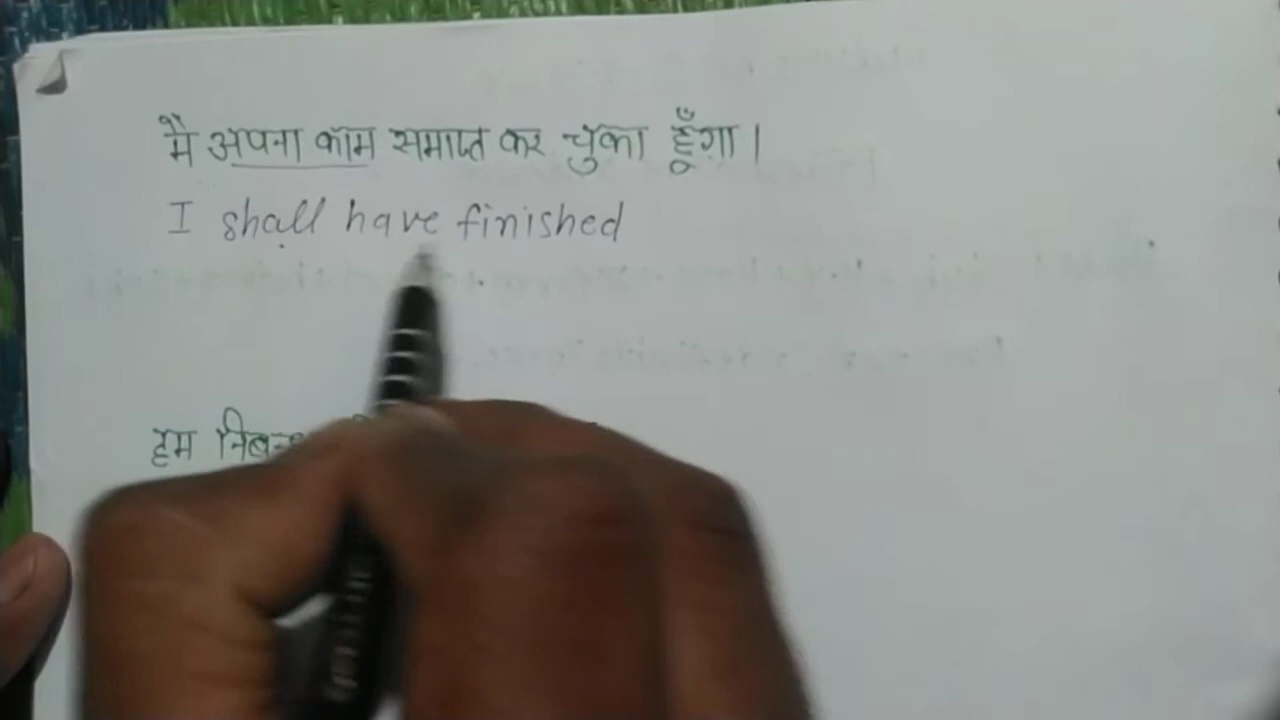 मै अपना कॉम समाप्त कर चुका हूँगा।
I shall have finished
हम